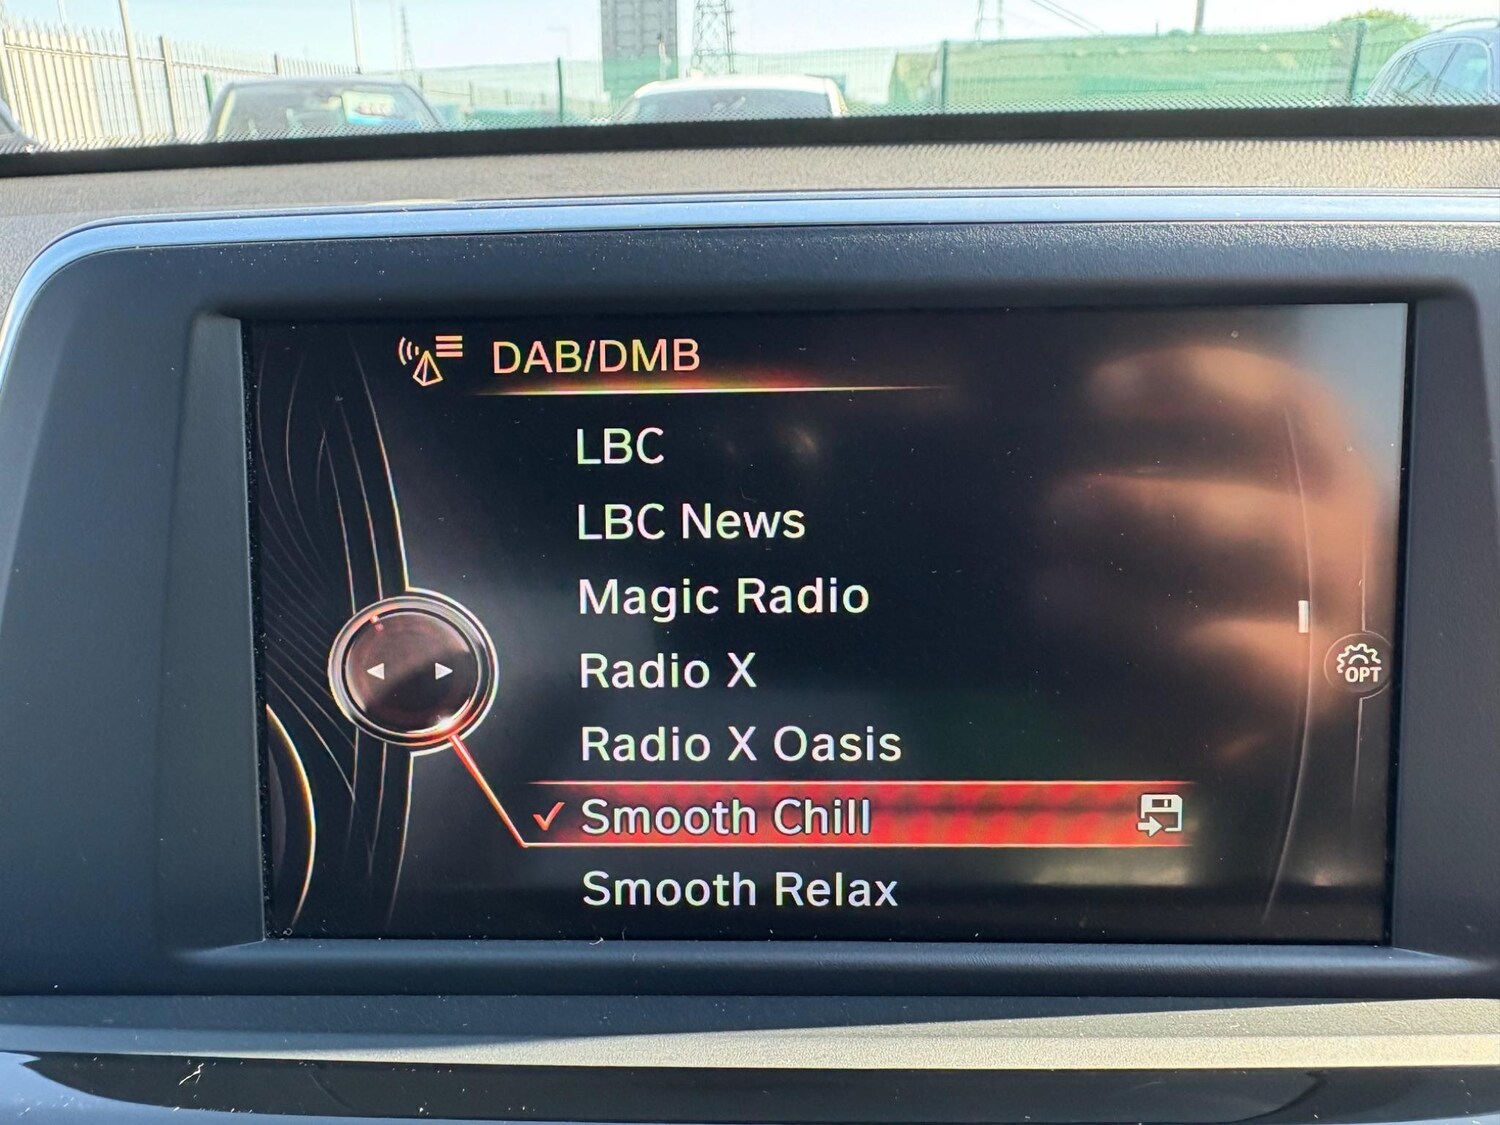 DAB/DMB
LBC
LBC News
Magic Radio
Radio X
OPT
Radio X Oasis
Smooth Chill
Smooth Relax